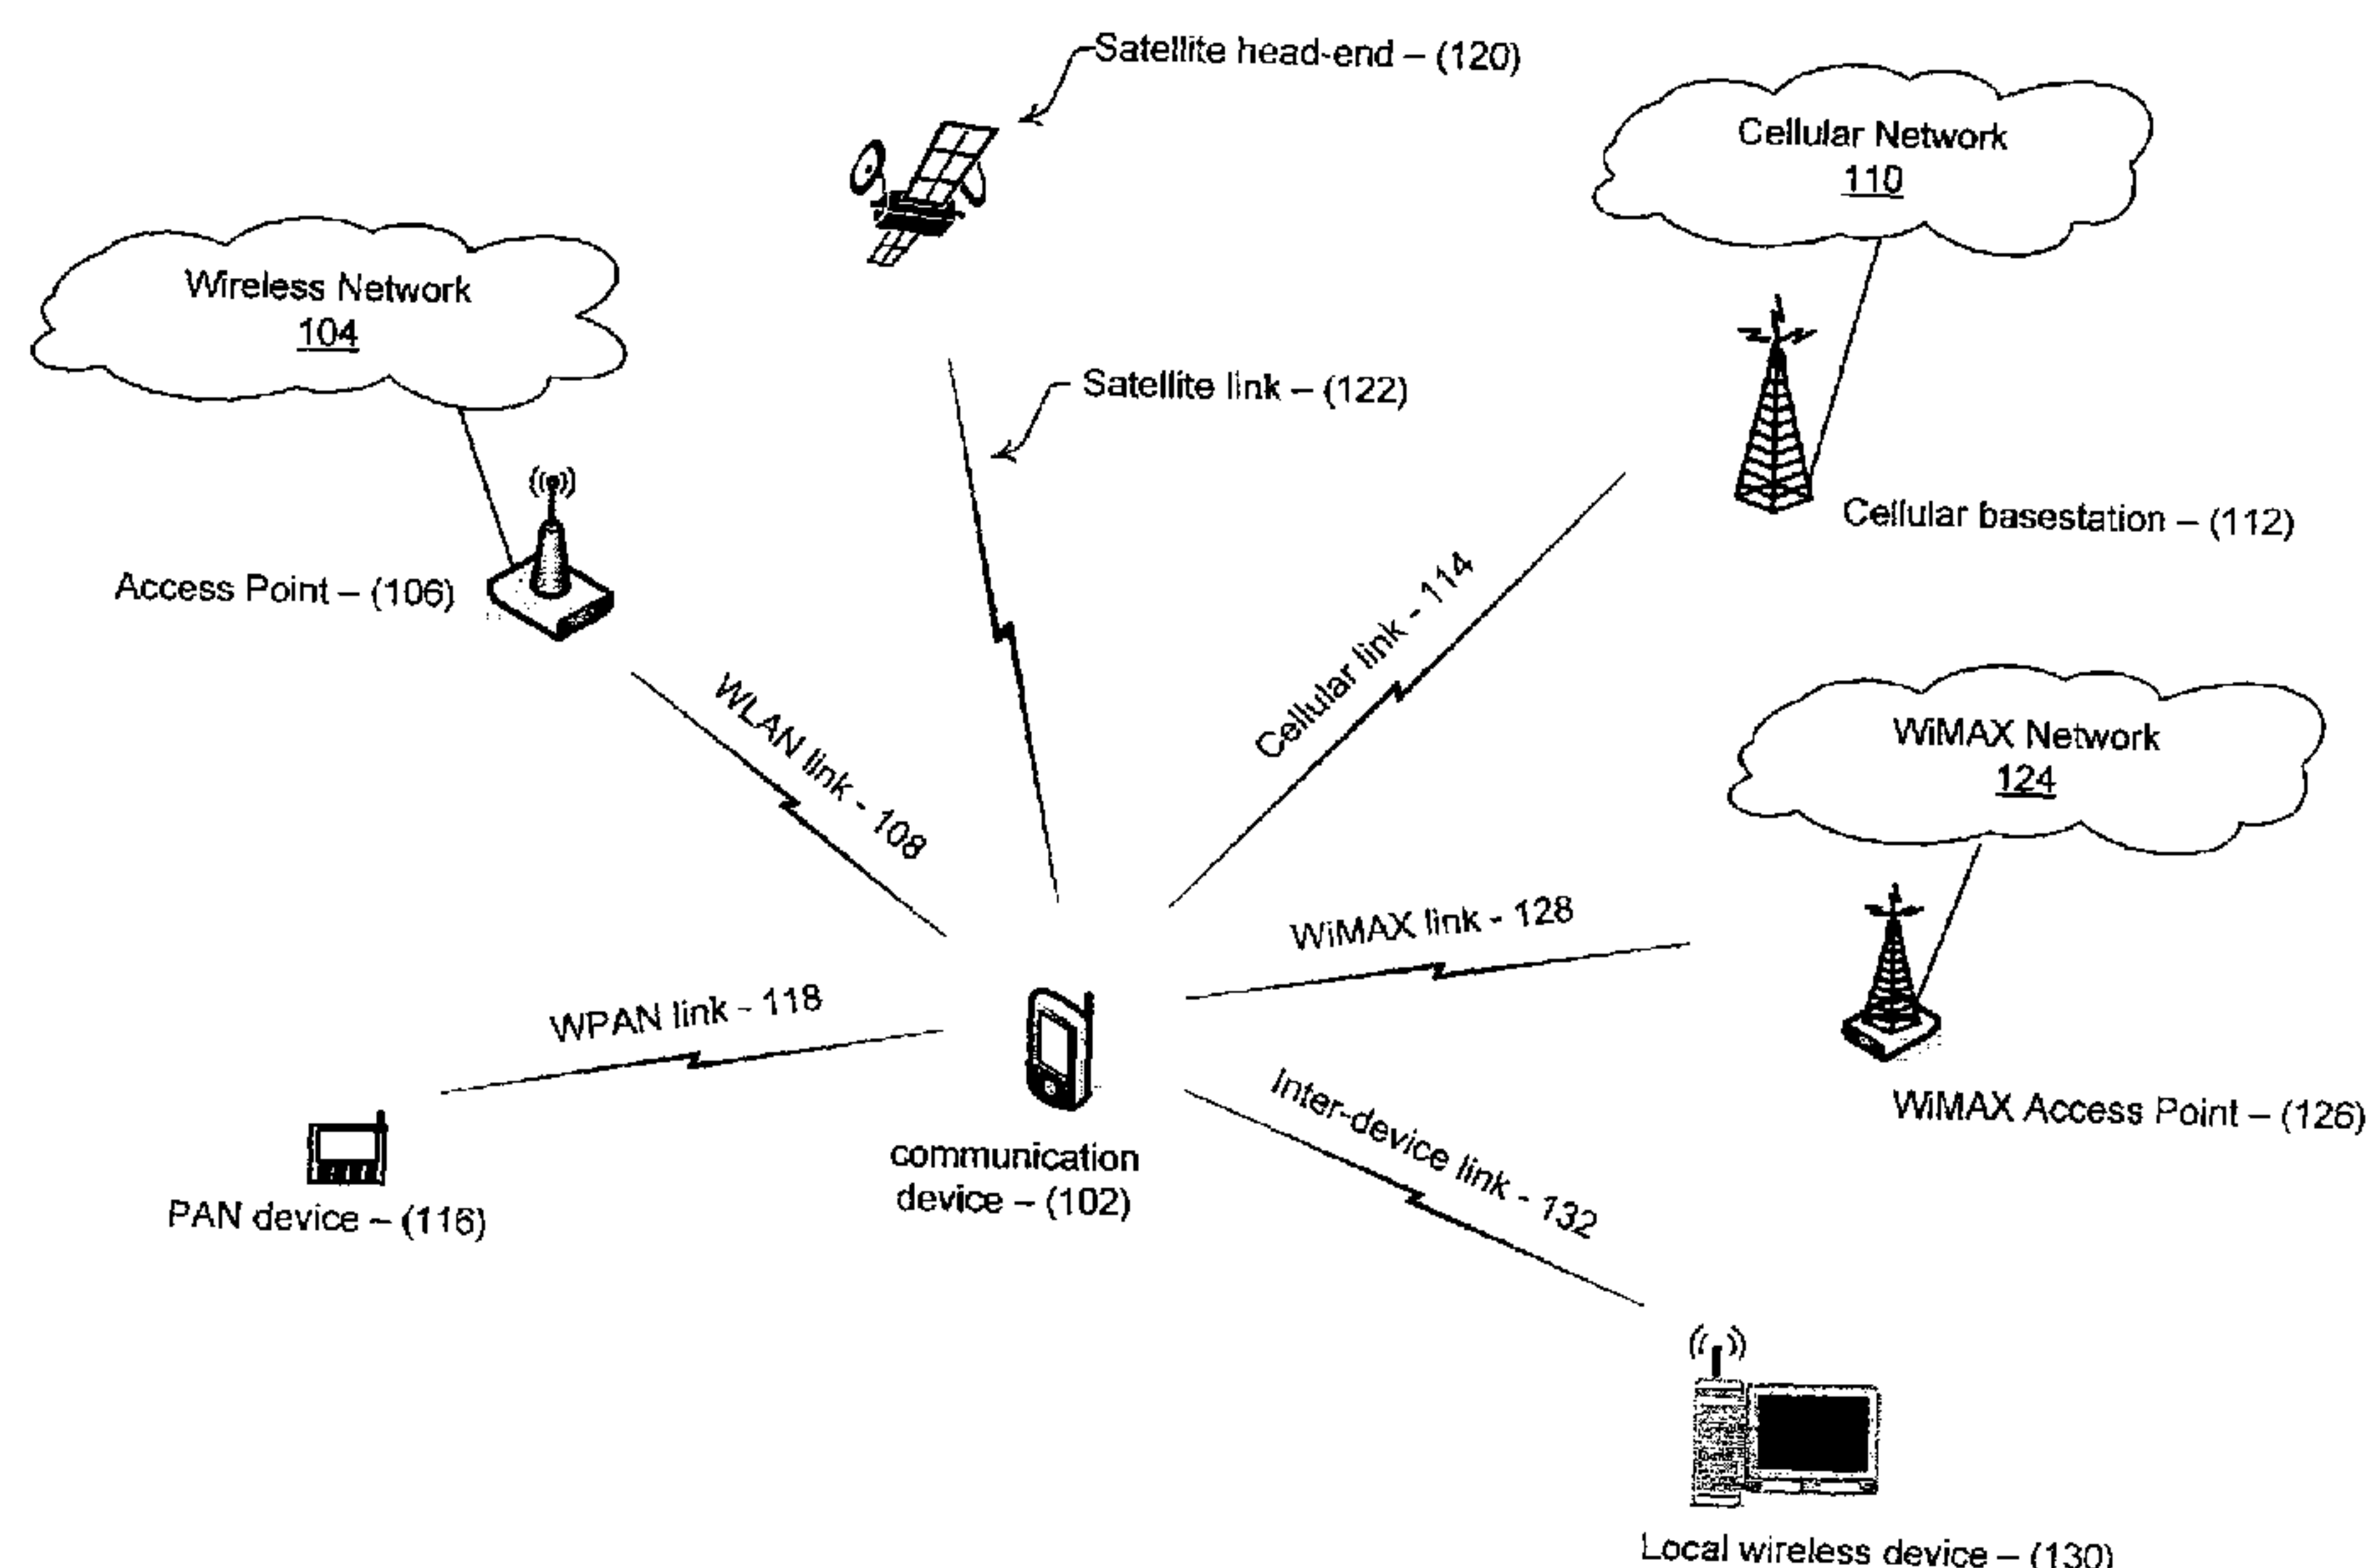 Satellite head-end – (120)
Cellular Network
110
Wireless Network
104
Satellite link – (122)
Cellular basestation – (112)
Access Point – (106)
Cellular link - 114
WLAN link - 108
WiMAX Network
124
WiMAX link - 128
WPAN link - 118
Inter-device link - 132
WiMAX Access Point – (126)
communication
device – (102)
PAN device – (116)
Local wireless device – (130)